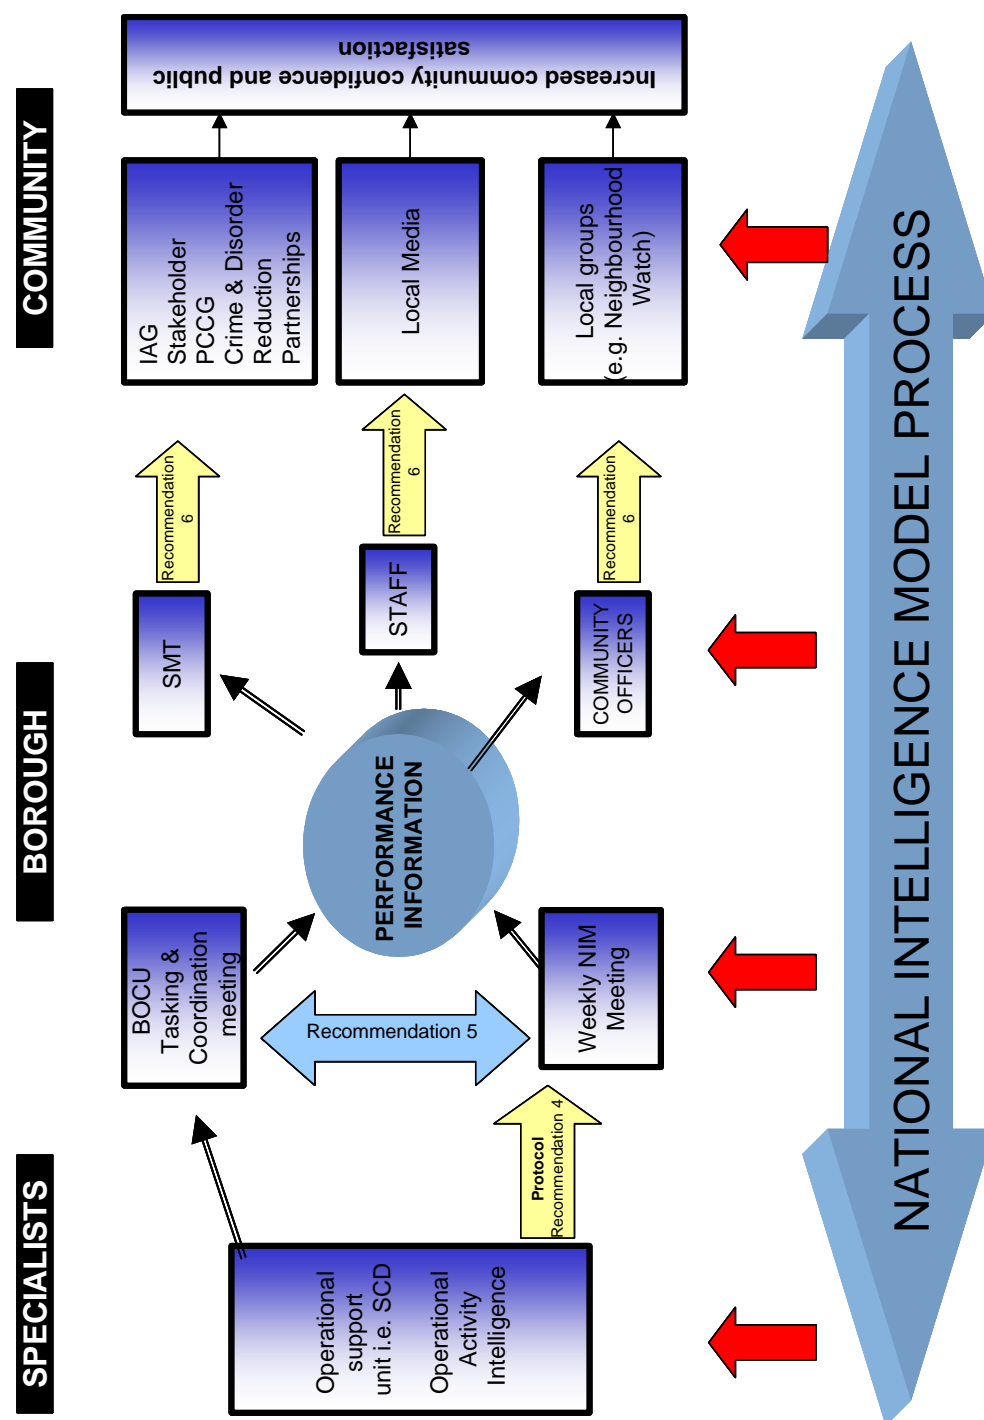 SPECIALISTS
BOROUGH
COMMUNITY
Operational
support
unit i.e. SCD
Operational
Activity
Intelligence
Protocol
Recommendation 4
BOCU
Tasking &
Coordination
meeting
Recommendation 5
Weekly NIM
Meeting
PERFORMANCE
INFORMATION
SMT
STAFF
COMMUNITY
OFFICERS
Recommendation
6
Recommendation
6
Recommendation
6
IAG
Stakeholder
PCCG
Crime & Disorder
Reduction
Partnerships
Local Media
Local groups
(e.g. Neighbourhood
Watch)
Increased community confidence and public
satisfaction
NATIONAL INTELLIGENCE MODEL PROCESS